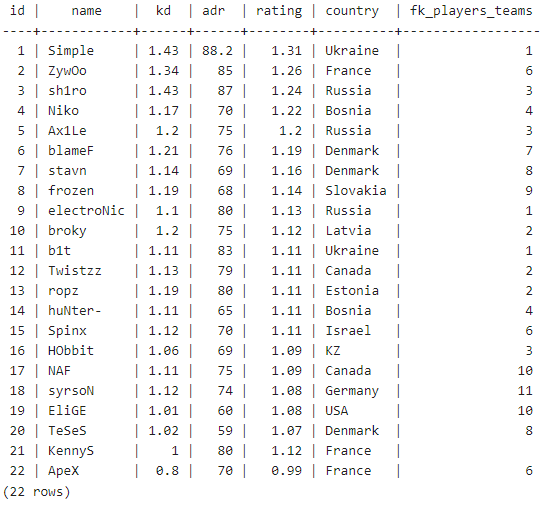 id |    name    |  kd  | adr  | rating | country  | fk_players_teams
----+------------+------+------+--------+----------+------------------
  1 | Simple     | 1.43 | 88.2 |   1.31 | Ukraine  |                1
  2 | ZywOo      | 1.34 |   85 |   1.26 | France   |                6
  3 | sh1ro      | 1.43 |   87 |   1.24 | Russia   |                3
  4 | Niko       | 1.17 |   70 |   1.22 | Bosnia   |                4
  5 | Ax1Le      |  1.2 |   75 |    1.2 | Russia   |                3
  6 | blameF     | 1.21 |   76 |   1.19 | Denmark  |                7
  7 | stavn      | 1.14 |   69 |   1.16 | Denmark  |                8
  8 | frozen     | 1.19 |   68 |   1.14 | Slovakia |                9
  9 | electroNic |  1.1 |   80 |   1.13 | Russia   |                1
 10 | broky      |  1.2 |   75 |   1.12 | Latvia   |                2
 11 | b1t        | 1.11 |   83 |   1.11 | Ukraine  |                1
 12 | Twistzz    | 1.13 |   79 |   1.11 | Canada   |                2
 13 | ropz       | 1.19 |   80 |   1.11 | Estonia  |                2
 14 | huNter-    | 1.11 |   65 |   1.11 | Bosnia   |                4
 15 | Spinx      | 1.12 |   70 |   1.11 | Israel   |                6
 16 | HObbit     | 1.06 |   69 |   1.09 | KZ       |                3
 17 | NAF        | 1.11 |   75 |   1.09 | Canada   |               10
 18 | syrsoN     | 1.12 |   74 |   1.08 | Germany  |               11
 19 | EliGE      | 1.01 |   60 |   1.08 | USA      |               10
 20 | TeSeS      | 1.02 |   59 |   1.07 | Denmark  |                8
 21 | KennyS     |    1 |   80 |   1.12 | France   |
 22 | ApeX       |  0.8 |   70 |   0.99 | France   |                6
(22 rows)